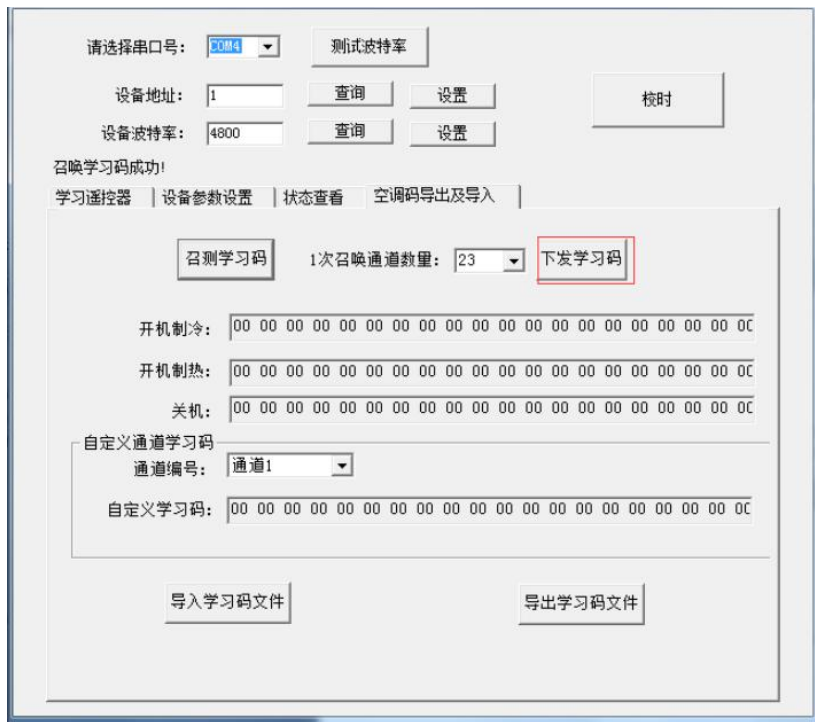 请选择串口号： COM4 测试波特率
设备地址： 1 查询 设置 校时
设备波特率： 4800 查询 设置
召唤学习码成功！
学习遥控器 设备参数设置 状态查看 空调码导出及导入
召测学习码 1次召唤通道数量： 23 下发学习码
开机制冷： 00 00 00 00 00 00 00 00 00 00 00 00 00 00 00 00 00 00 00 0C
开机制热： 00 00 00 00 00 00 00 00 00 00 00 00 00 00 00 00 00 00 00 0C
关机： 00 00 00 00 00 00 00 00 00 00 00 00 00 00 00 00 00 00 00 0C
自定义通道学习码
通道编号： 通道1
自定义学习码： 00 00 00 00 00 00 00 00 00 00 00 00 00 00 00 00 00 00 00 0C
导入学习码文件 导出学习码文件